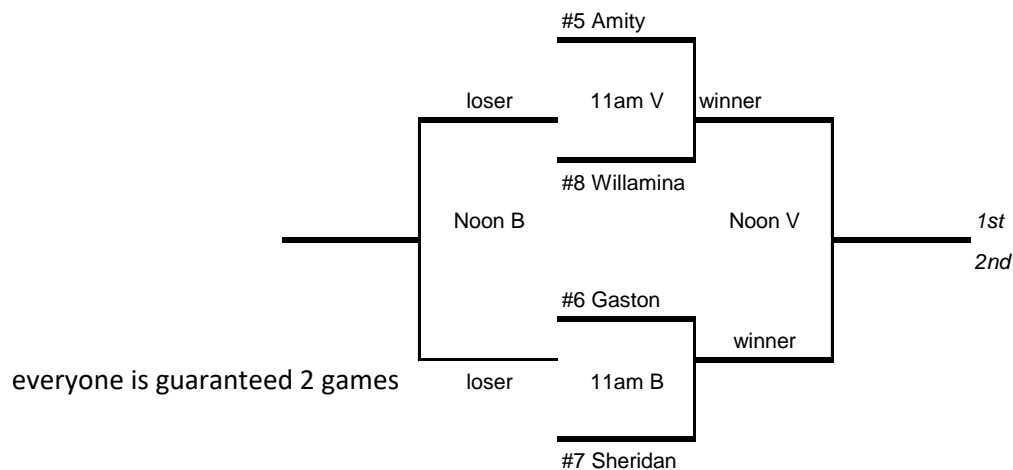 #5 Amity
loser
11am V
winner
#8 Willamina
Noon B
Noon V
1st
2nd
#6 Gaston
winner
everyone is guaranteed 2 games
loser
11am B
#7 Sheridan